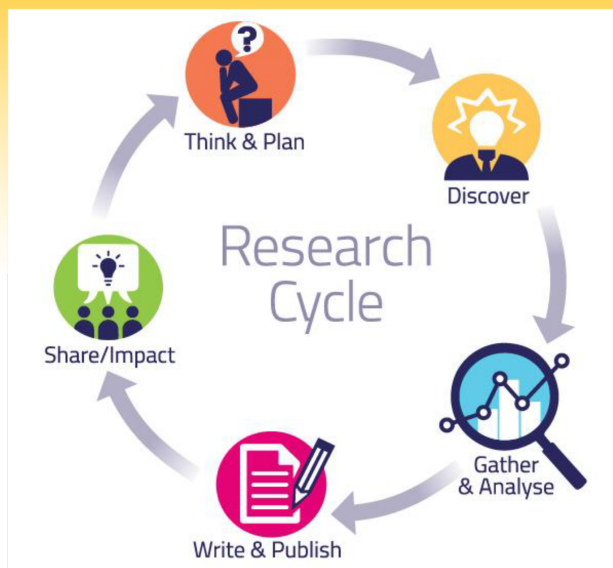 ?
Think & Plan
Discover
Research
Cycle
Share/Impact
Gather
& Analyse
Write & Publish